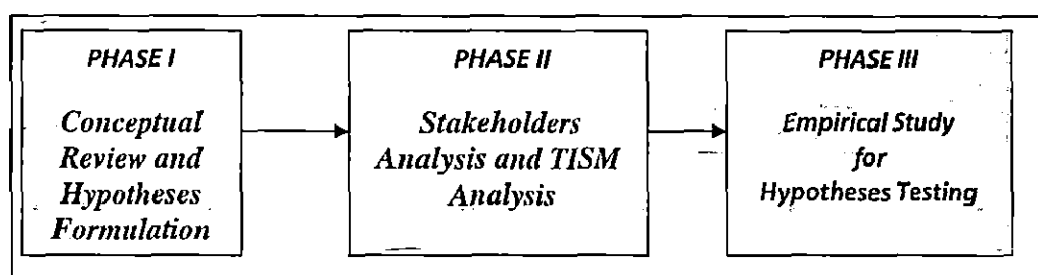 PHASE I
Conceptual
Review and
Hypotheses
Formulation
PHASE II
Stakeholders
Analysis and TISM
Analysis
PHASE III
Empirical Study
for
Hypotheses Testing